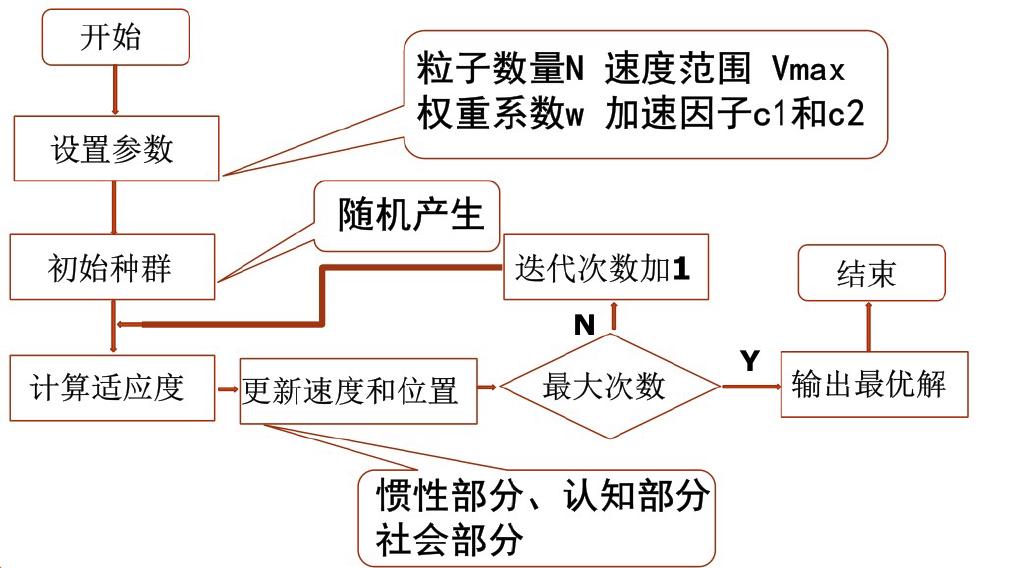 开始
粒子数量N 速度范围 Vmax
权重系数w 加速因子c1和c2
设置参数
随机产生
初始种群
迭代次数加1
结束
N
Y
计算适应度
更新速度和位置
最大次数
输出最优解
惯性部分、认知部分
社会部分